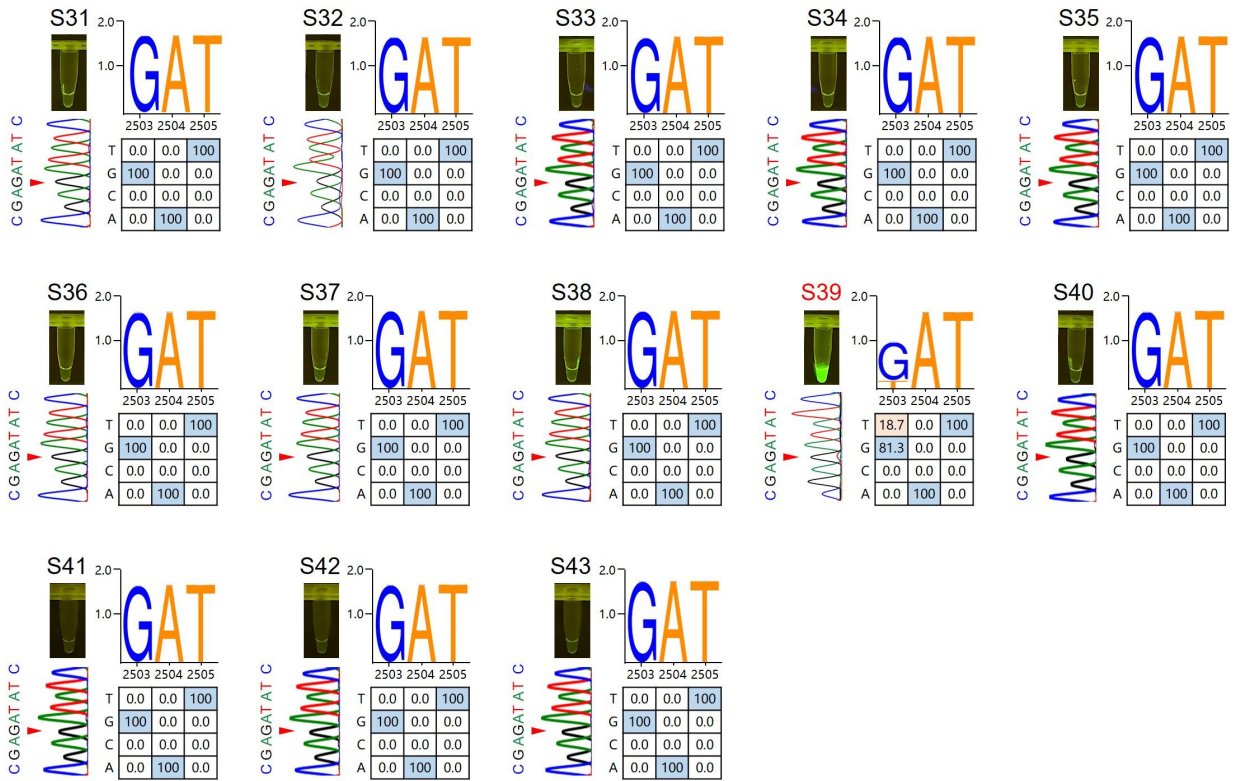 S31
2.0
GAT
1.0
2503 2504 2505
CGAGATATC
T 0.0 0.0 100
G 100 0.0 0.0
C 0.0 0.0 0.0
A 0.0 100 0.0
S32
2.0
GAT
1.0
2503 2504 2505
CGAGATATC
T 0.0 0.0 100
G 100 0.0 0.0
C 0.0 0.0 0.0
A 0.0 100 0.0
S33
2.0
GAT
1.0
2503 2504 2505
CGAGATATC
T 0.0 0.0 100
G 100 0.0 0.0
C 0.0 0.0 0.0
A 0.0 100 0.0
S34
2.0
GAT
1.0
2503 2504 2505
CGAGATATC
T 0.0 0.0 100
G 100 0.0 0.0
C 0.0 0.0 0.0
A 0.0 100 0.0
S35
2.0
GAT
1.0
2503 2504 2505
CGAGATATC
T 0.0 0.0 100
G 100 0.0 0.0
C 0.0 0.0 0.0
A 0.0 100 0.0
S36
2.0
GAT
1.0
2503 2504 2505
CGAGATATC
T 0.0 0.0 100
G 100 0.0 0.0
C 0.0 0.0 0.0
A 0.0 100 0.0
S37
2.0
GAT
1.0
2503 2504 2505
CGAGATATC
T 0.0 0.0 100
G 100 0.0 0.0
C 0.0 0.0 0.0
A 0.0 100 0.0
S38
2.0
GAT
1.0
2503 2504 2505
CGAGATATC
T 0.0 0.0 100
G 100 0.0 0.0
C 0.0 0.0 0.0
A 0.0 100 0.0
S39
2.0
GAT
1.0
2503 2504 2505
CGAGATATC
T 18.7 0.0 100
G 81.3 0.0 0.0
C 0.0 0.0 0.0
A 0.0 100 0.0
S40
2.0
GAT
1.0
2503 2504 2505
CGAGATATC
T 0.0 0.0 100
G 100 0.0 0.0
C 0.0 0.0 0.0
A 0.0 100 0.0
S41
2.0
GAT
1.0
2503 2504 2505
CGAGATATC
T 0.0 0.0 100
G 100 0.0 0.0
C 0.0 0.0 0.0
A 0.0 100 0.0
S42
2.0
GAT
1.0
2503 2504 2505
CGAGATATC
T 0.0 0.0 100
G 100 0.0 0.0
C 0.0 0.0 0.0
A 0.0 100 0.0
S43
2.0
GAT
1.0
2503 2504 2505
CGAGATATC
T 0.0 0.0 100
G 100 0.0 0.0
C 0.0 0.0 0.0
A 0.0 100 0.0